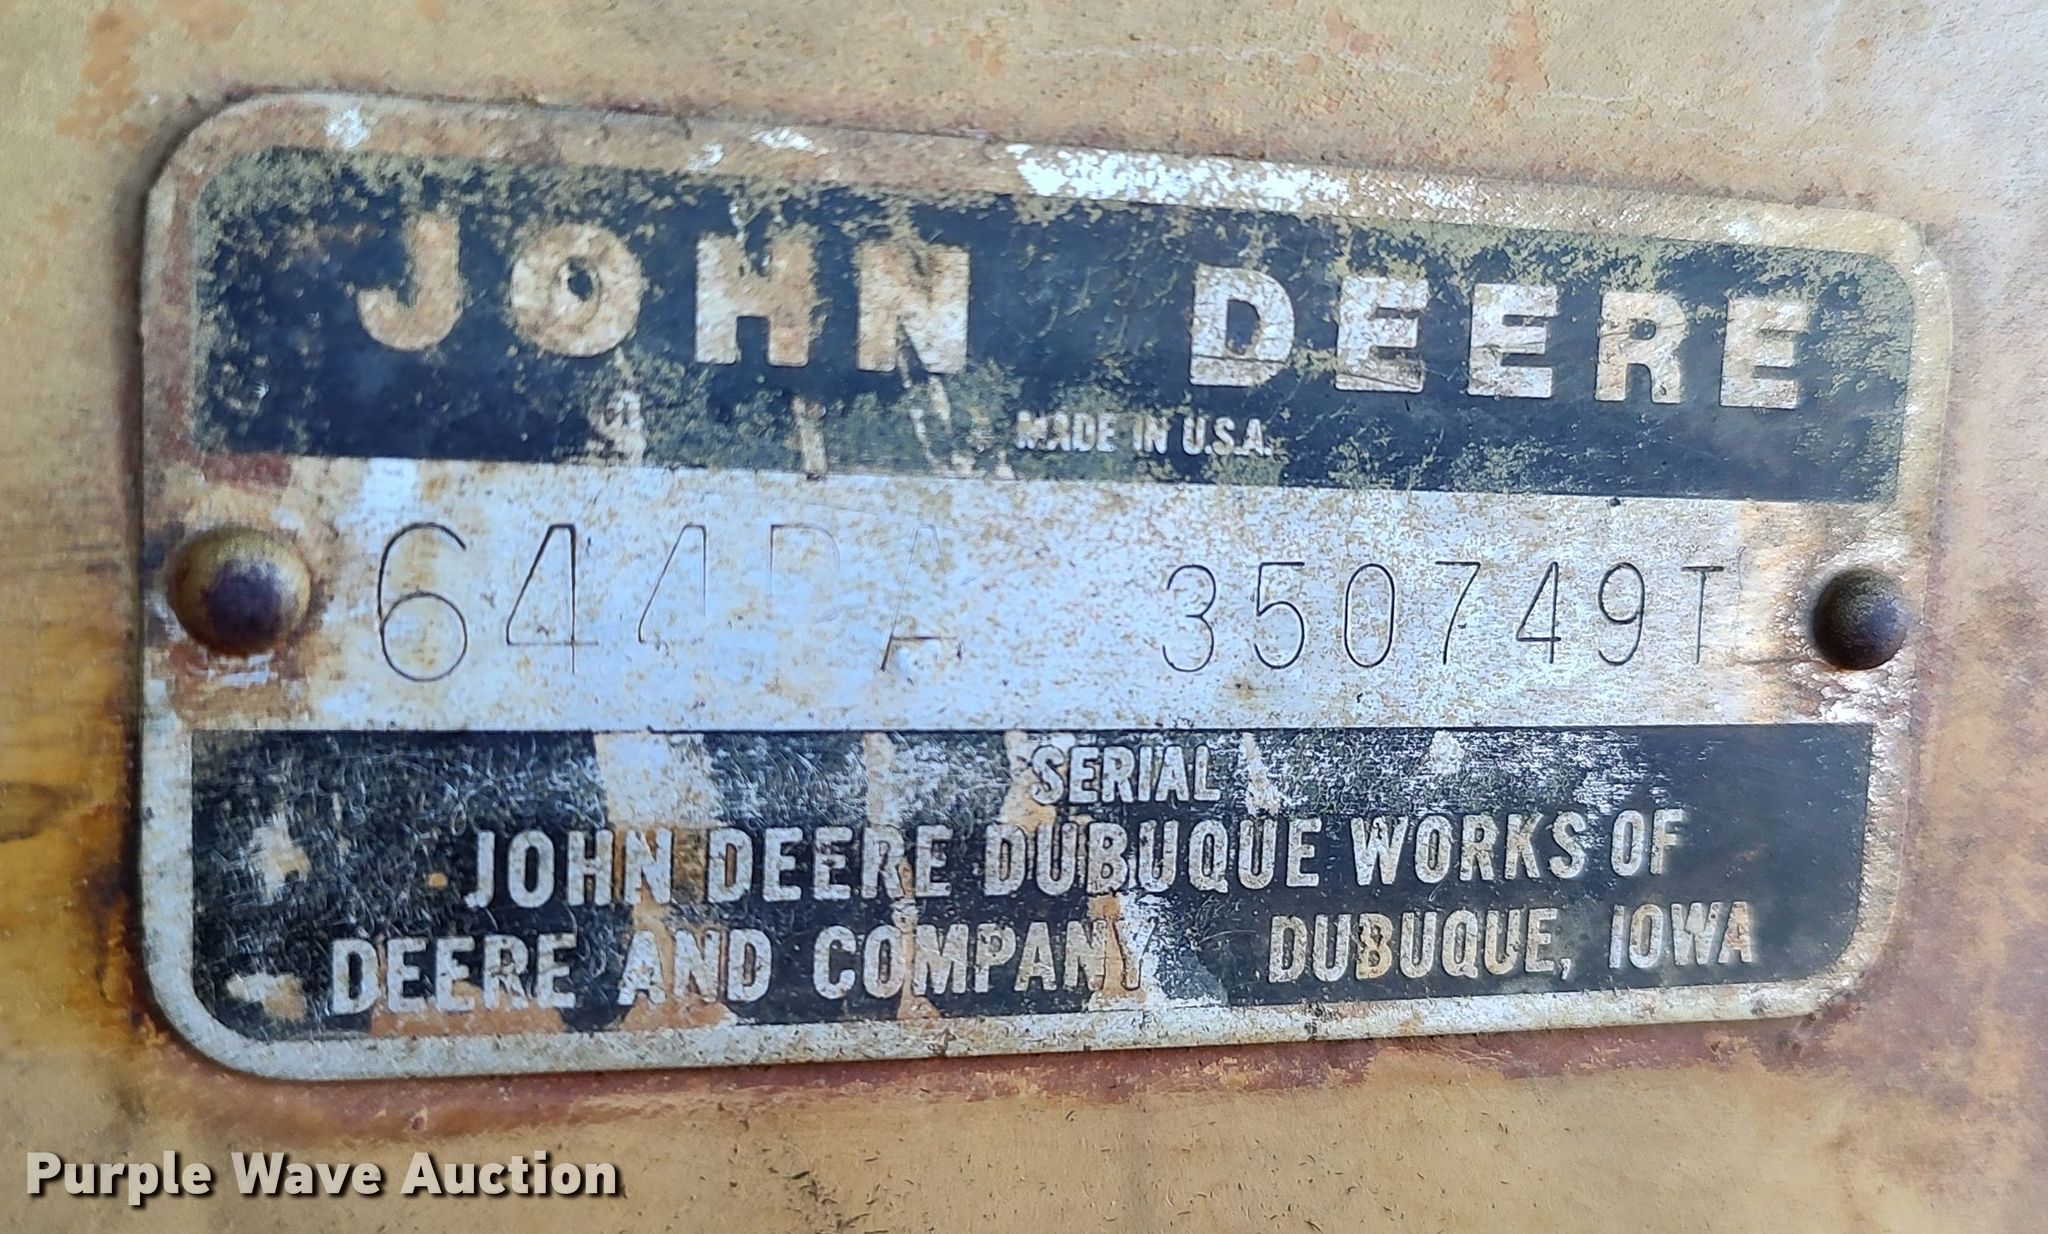 JOHN DEERE
MADE IN U.S.A.
644BA 350749T
SERIAL
JOHN DEERE DUBUQUE WORKS OF
DEERE AND COMPANY DUBUQUE, IOWA
Purple Wave Auction